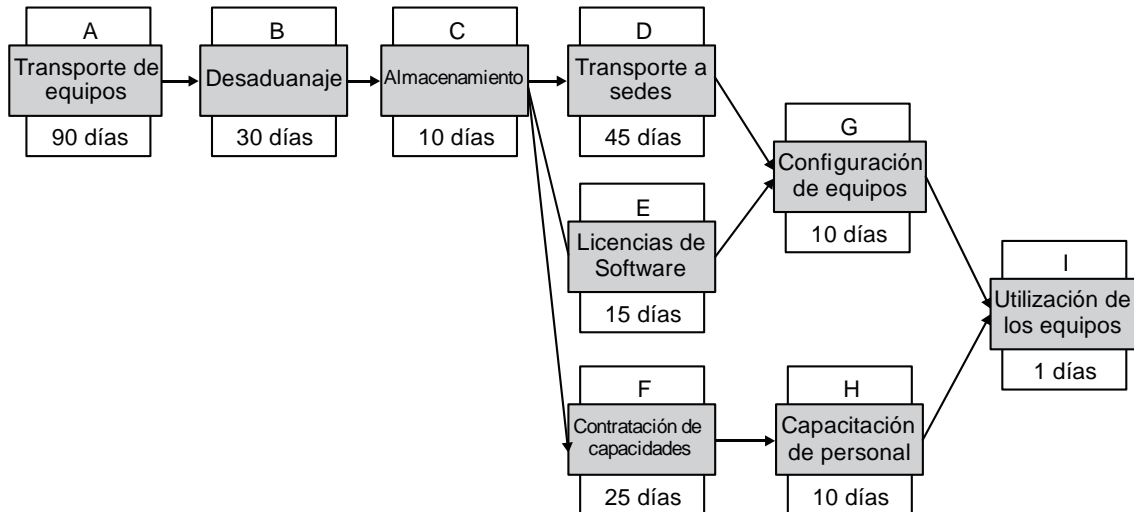 A
Transporte de
equipos
90 días
B
Desaduanaje
30 días
C
Almacenamiento
10 días
D
Transporte a
sedes
45 días
E
Licencias de
Software
15 días
F
Contratación de
capacidades
25 días
G
Configuración
de equipos
10 días
H
Capacitación
de personal
10 días
I
Utilización de
los equipos
1 días